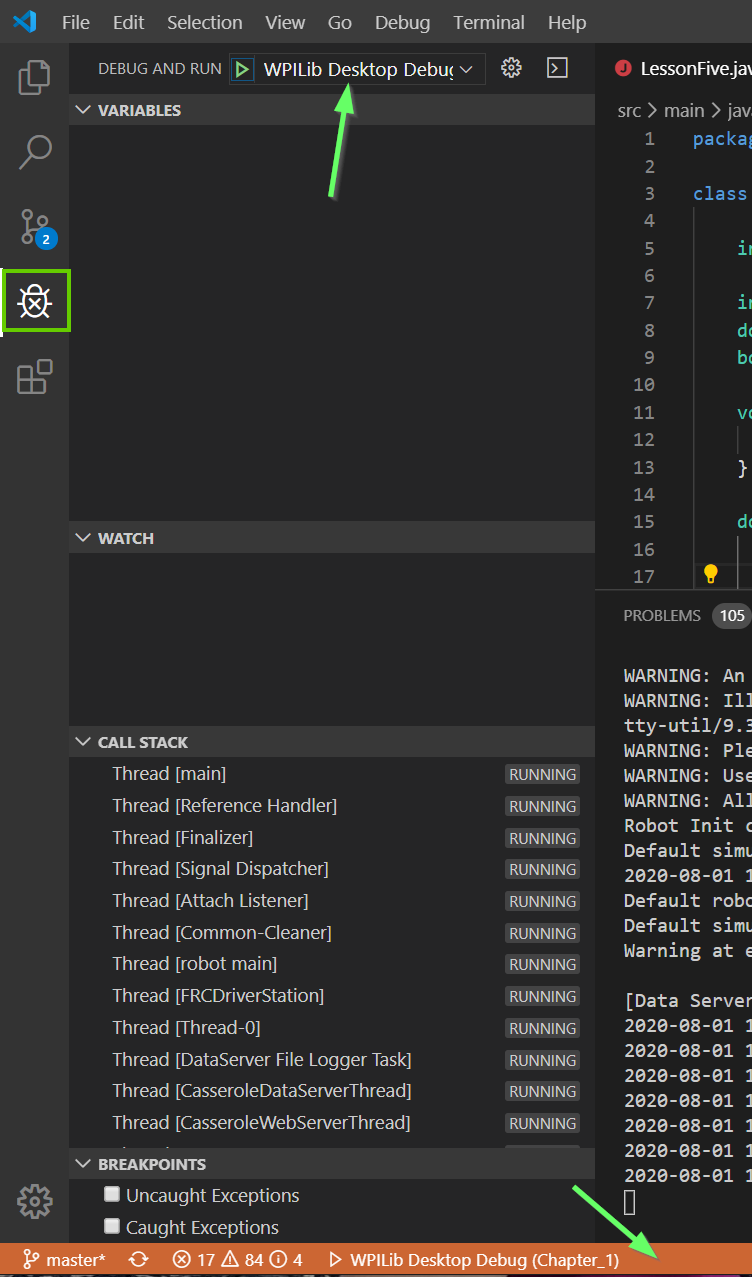 File Edit Selection View Go Debug Terminal Help
DEBUG AND RUN WPILib Desktop Debug
VARIABLES
2
WATCH
CALL STACK
Thread [main] RUNNING
Thread [Reference Handler] RUNNING
Thread [Finalizer] RUNNING
Thread [Signal Dispatcher] RUNNING
Thread [Attach Listener] RUNNING
Thread [Common-Cleaner] RUNNING
Thread [robot main] RUNNING
Thread [FRCDriverStation] RUNNING
Thread [Thread-0] RUNNING
Thread [DataServer File Logger Task] RUNNING
Thread [CasseroleDataServerThread] RUNNING
Thread [CasseroleWebServerThread] RUNNING
BREAKPOINTS
Uncaught Exceptions
Caught Exceptions
J LessonFive.jav
src > main > java
1 packag
2
3 class
4
5 in
6
7 in
8 do
9 bo
10
11 vo
12
13 }
14
15 do
16
17
PROBLEMS 105
WARNING: An
WARNING: Ill
tty-util/9.3
WARNING: Ple
WARNING: Use
WARNING: All
Robot Init c
Default simu
2020-08-01 1
Default robo
Default simu
Warning at e
[Data Server
2020-08-01 1
2020-08-01 1
2020-08-01 1
2020-08-01 1
2020-08-01 1
2020-08-01 1
2020-08-01 1
master* 17 84 4 WPILib Desktop Debug (Chapter_1)